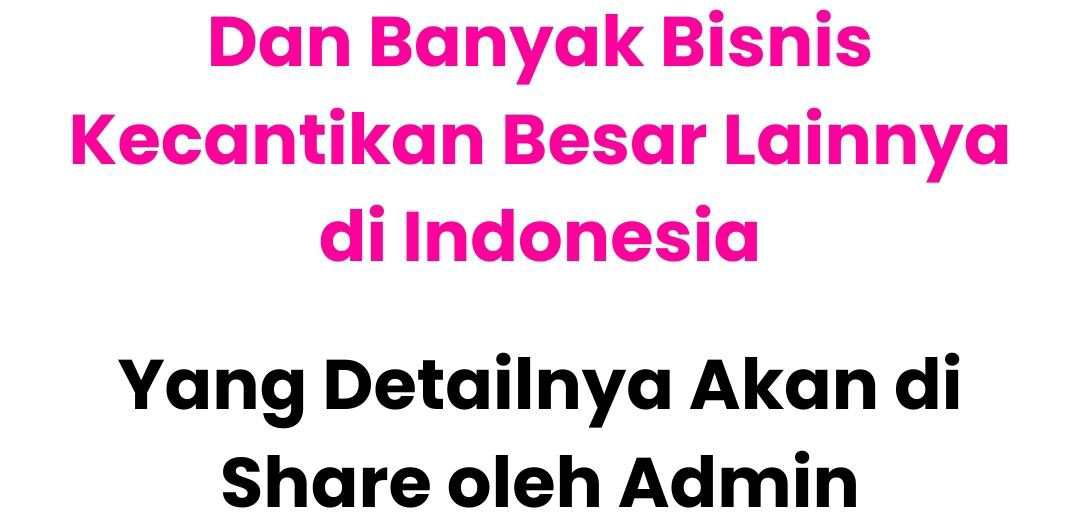 Dan Banyak Bisnis
Kecantikan Besar Lainnya
di Indonesia
Yang Detailnya Akan di
Share oleh Admin